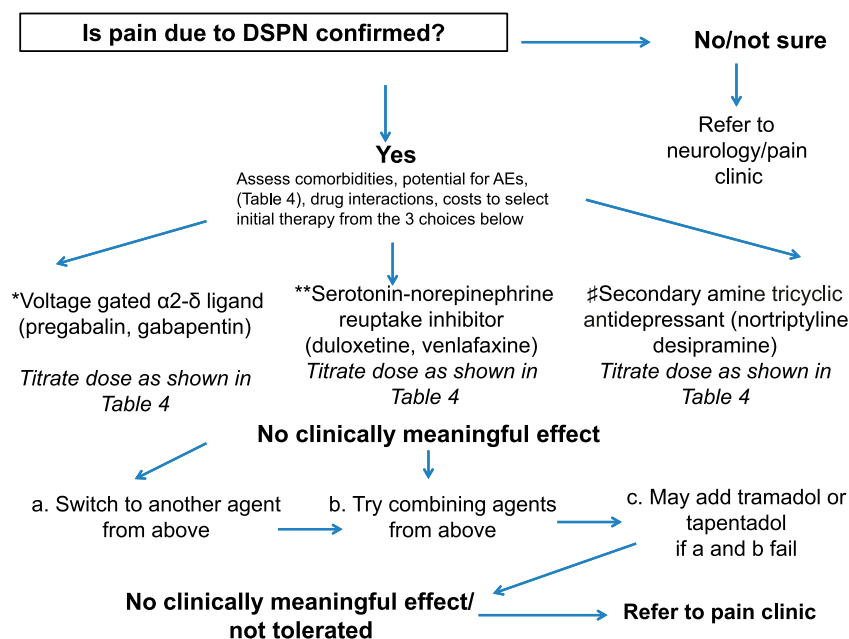 Is pain due to DSPN confirmed?
No/not sure
Refer to
neurology/pain
clinic
Yes
Assess comorbidities, potential for AEs,
(Table 4), drug interactions, costs to select
initial therapy from the 3 choices below
*Voltage gated α2-δ ligand
(pregabalin, gabapentin)
Titrate dose as shown in
Table 4
**Serotonin-norepinephrine
reuptake inhibitor
(duloxetine, venlafaxine)
Titrate dose as shown in
Table 4
♯Secondary amine tricyclic
antidepressant (nortriptyline
desipramine)
Titrate dose as shown in
Table 4
No clinically meaningful effect
a. Switch to another agent
from above
b. Try combining agents
from above
c. May add tramadol or
tapentadol
if a and b fail
No clinically meaningful effect/
not tolerated
Refer to pain clinic